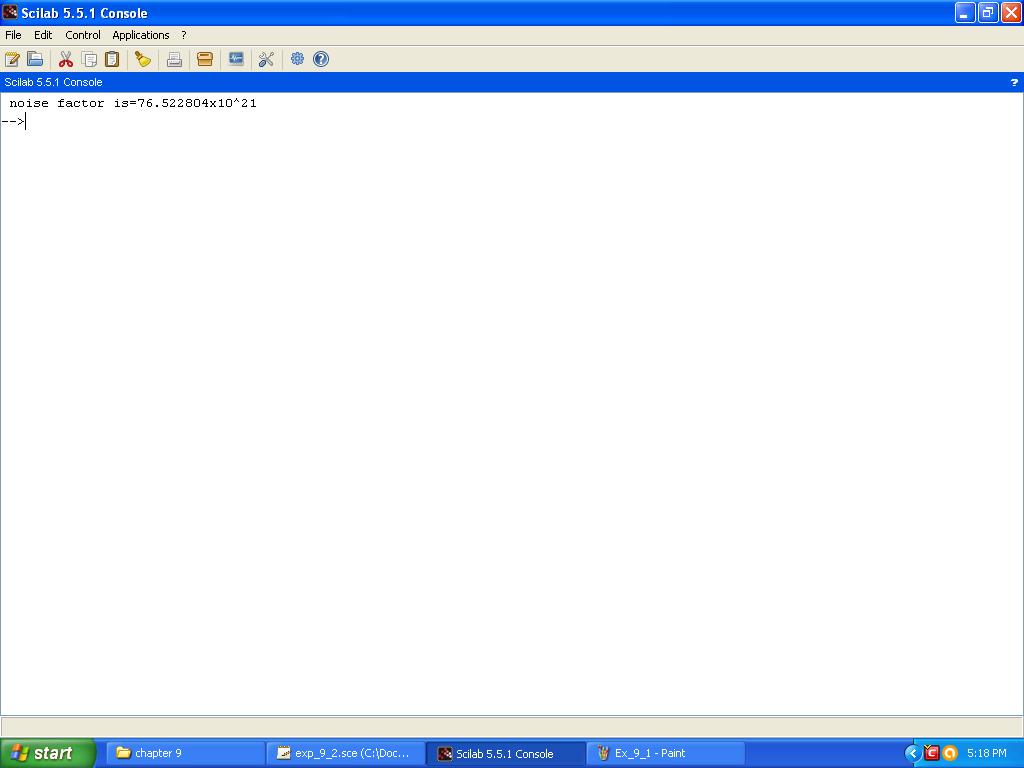 Scilab 5.5.1 Console
File Edit Control Applications ?
Scilab 5.5.1 Console ?
noise factor is=76.522804x10^21
-->
start chapter 9 exp_9_2.sce (C:\Doc... Scilab 5.5.1 Console Ex_9_1 - Paint 5:18 PM